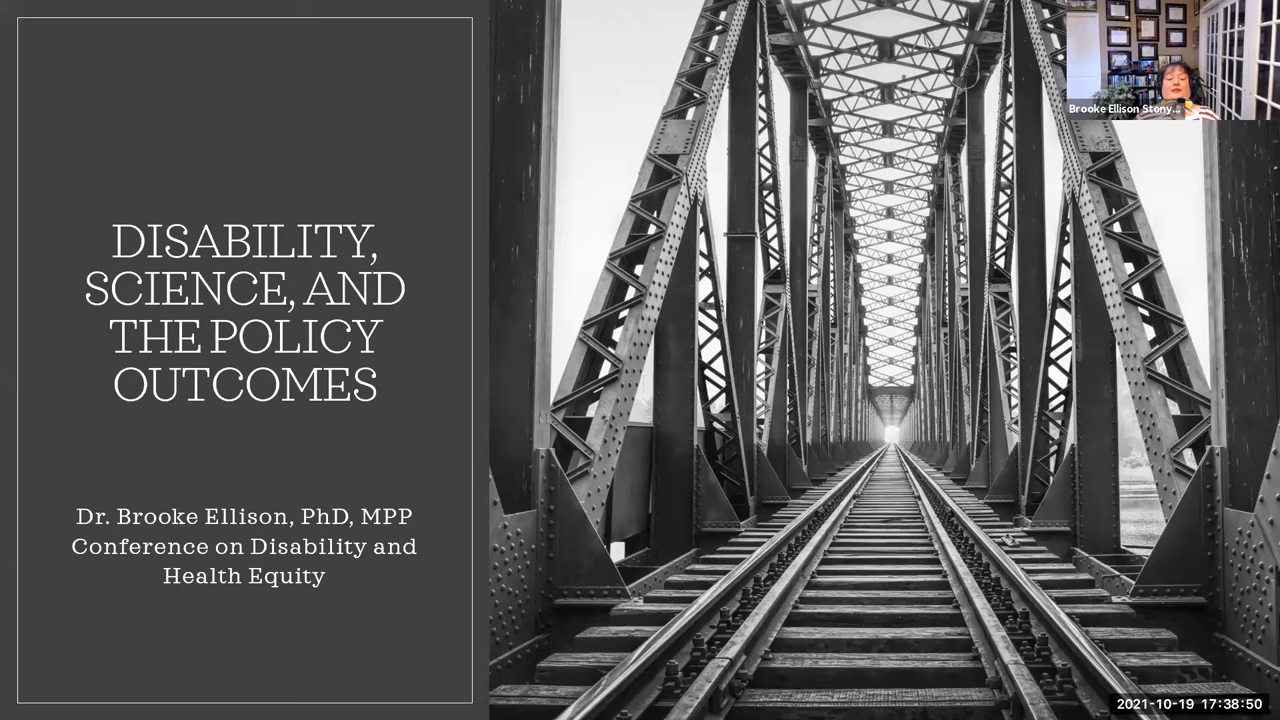 DISABILITY,
SCIENCE, AND
THE POLICY
OUTCOMES
Dr. Brooke Ellison, PhD, MPP
Conference on Disability and
Health Equity
Brooke Ellison Stony...
2021-10-19 17:38:50